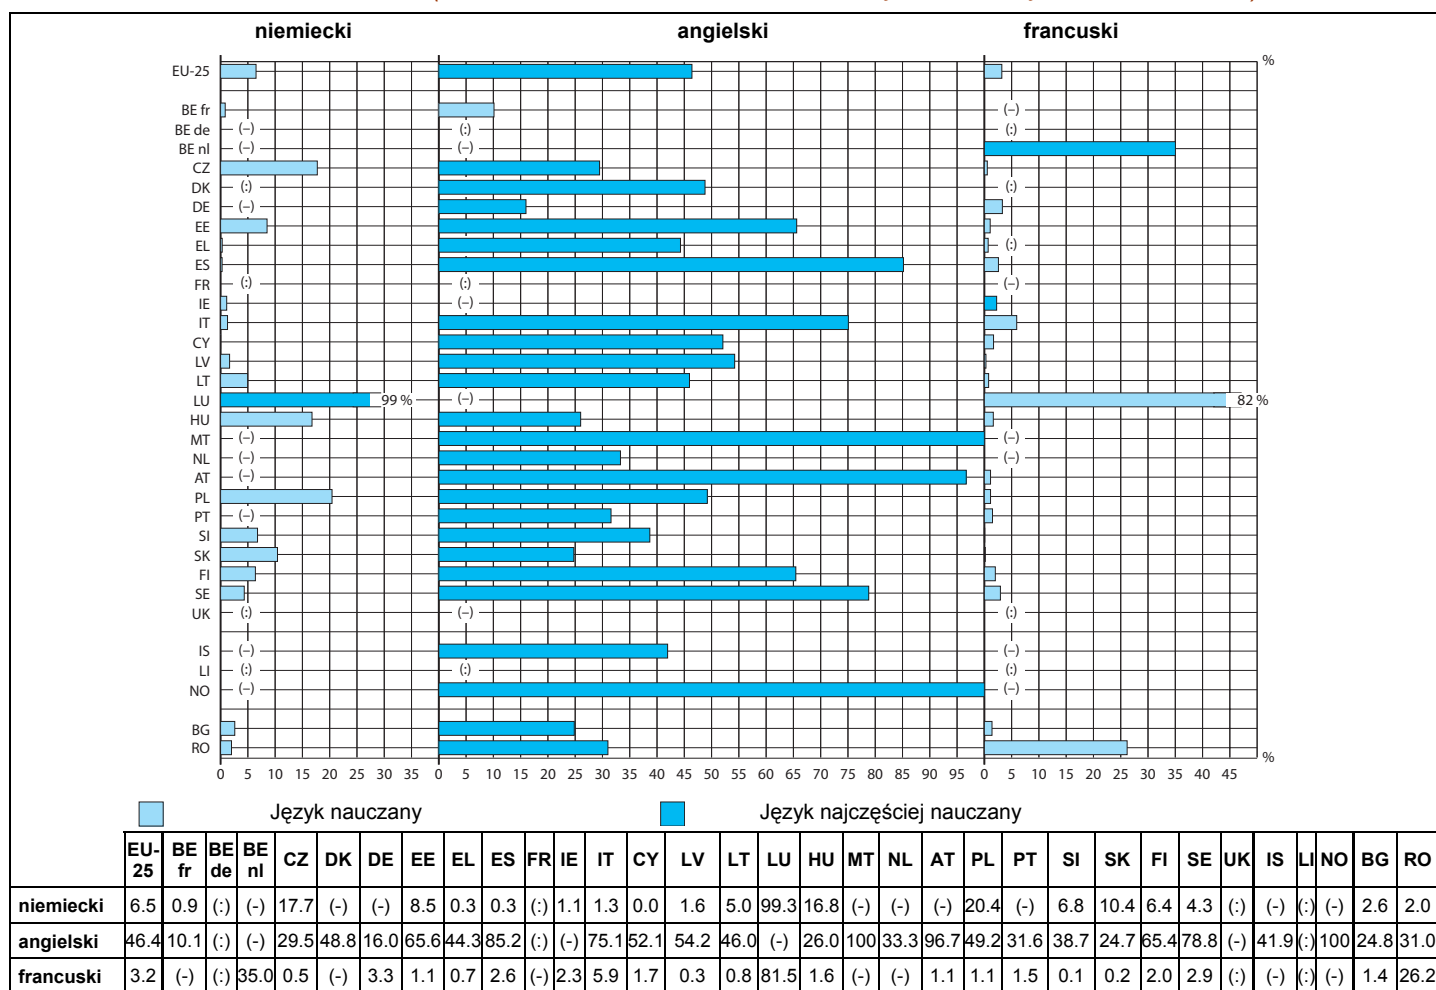 niemiecki angielski francuski
%
EU-25
BE fr (–)
BE de (–) (:) (:)
BE nl (–) (–)
CZ
DK (:) (:)
DE (–)
EE
EL (:)
ES
FR (:) (:) (–)
IE (–)
IT
CY
LV
LT
LU 99 % (–) 82 %
HU
MT (–) (–)
NL (–) (–)
AT (–)
PL
PT (–)
SI
SK
FI
SE
UK (:) (–) (:)
IS (–) (–)
LI (:) (:) (:)
NO (–) (–)
BG
RO
%
0 5 10 15 20 25 30 35 0 5 10 15 20 25 30 35 40 45 50 55 60 65 70 75 80 85 90 95 0 5 10 15 20 25 30 35 40 45
Język nauczany Język najczęściej nauczany
EU-25 BE fr BE de BE nl CZ DK DE EE EL ES FR IE IT CY LV LT LU HU MT NL AT PL PT SI SK FI SE UK IS LI NO BG RO
niemiecki 6.5 0.9 (:) (-) 17.7 (-) (-) 8.5 0.3 0.3 (:) 1.1 1.3 0.0 1.6 5.0 99.3 16.8 (-) (-) (-) 20.4 (-) 6.8 10.4 6.4 4.3 (:) (-) (:) (-) 2.6 2.0
angielski 46.4 10.1 (:) (-) 29.5 48.8 16.0 65.6 44.3 85.2 (:) (-) 75.1 52.1 54.2 46.0 (-) 26.0 100 33.3 96.7 49.2 31.6 38.7 24.7 65.4 78.8 (-) 41.9 (:) 100 24.8 31.0
francuski 3.2 (-) (:) 35.0 0.5 (-) 3.3 1.1 0.7 2.6 (-) 2.3 5.9 1.7 0.3 0.8 81.5 1.6 (-) (-) 1.1 1.1 1.5 0.1 0.2 2.0 2.9 (:) (-) (:) (-) 1.4 26.2